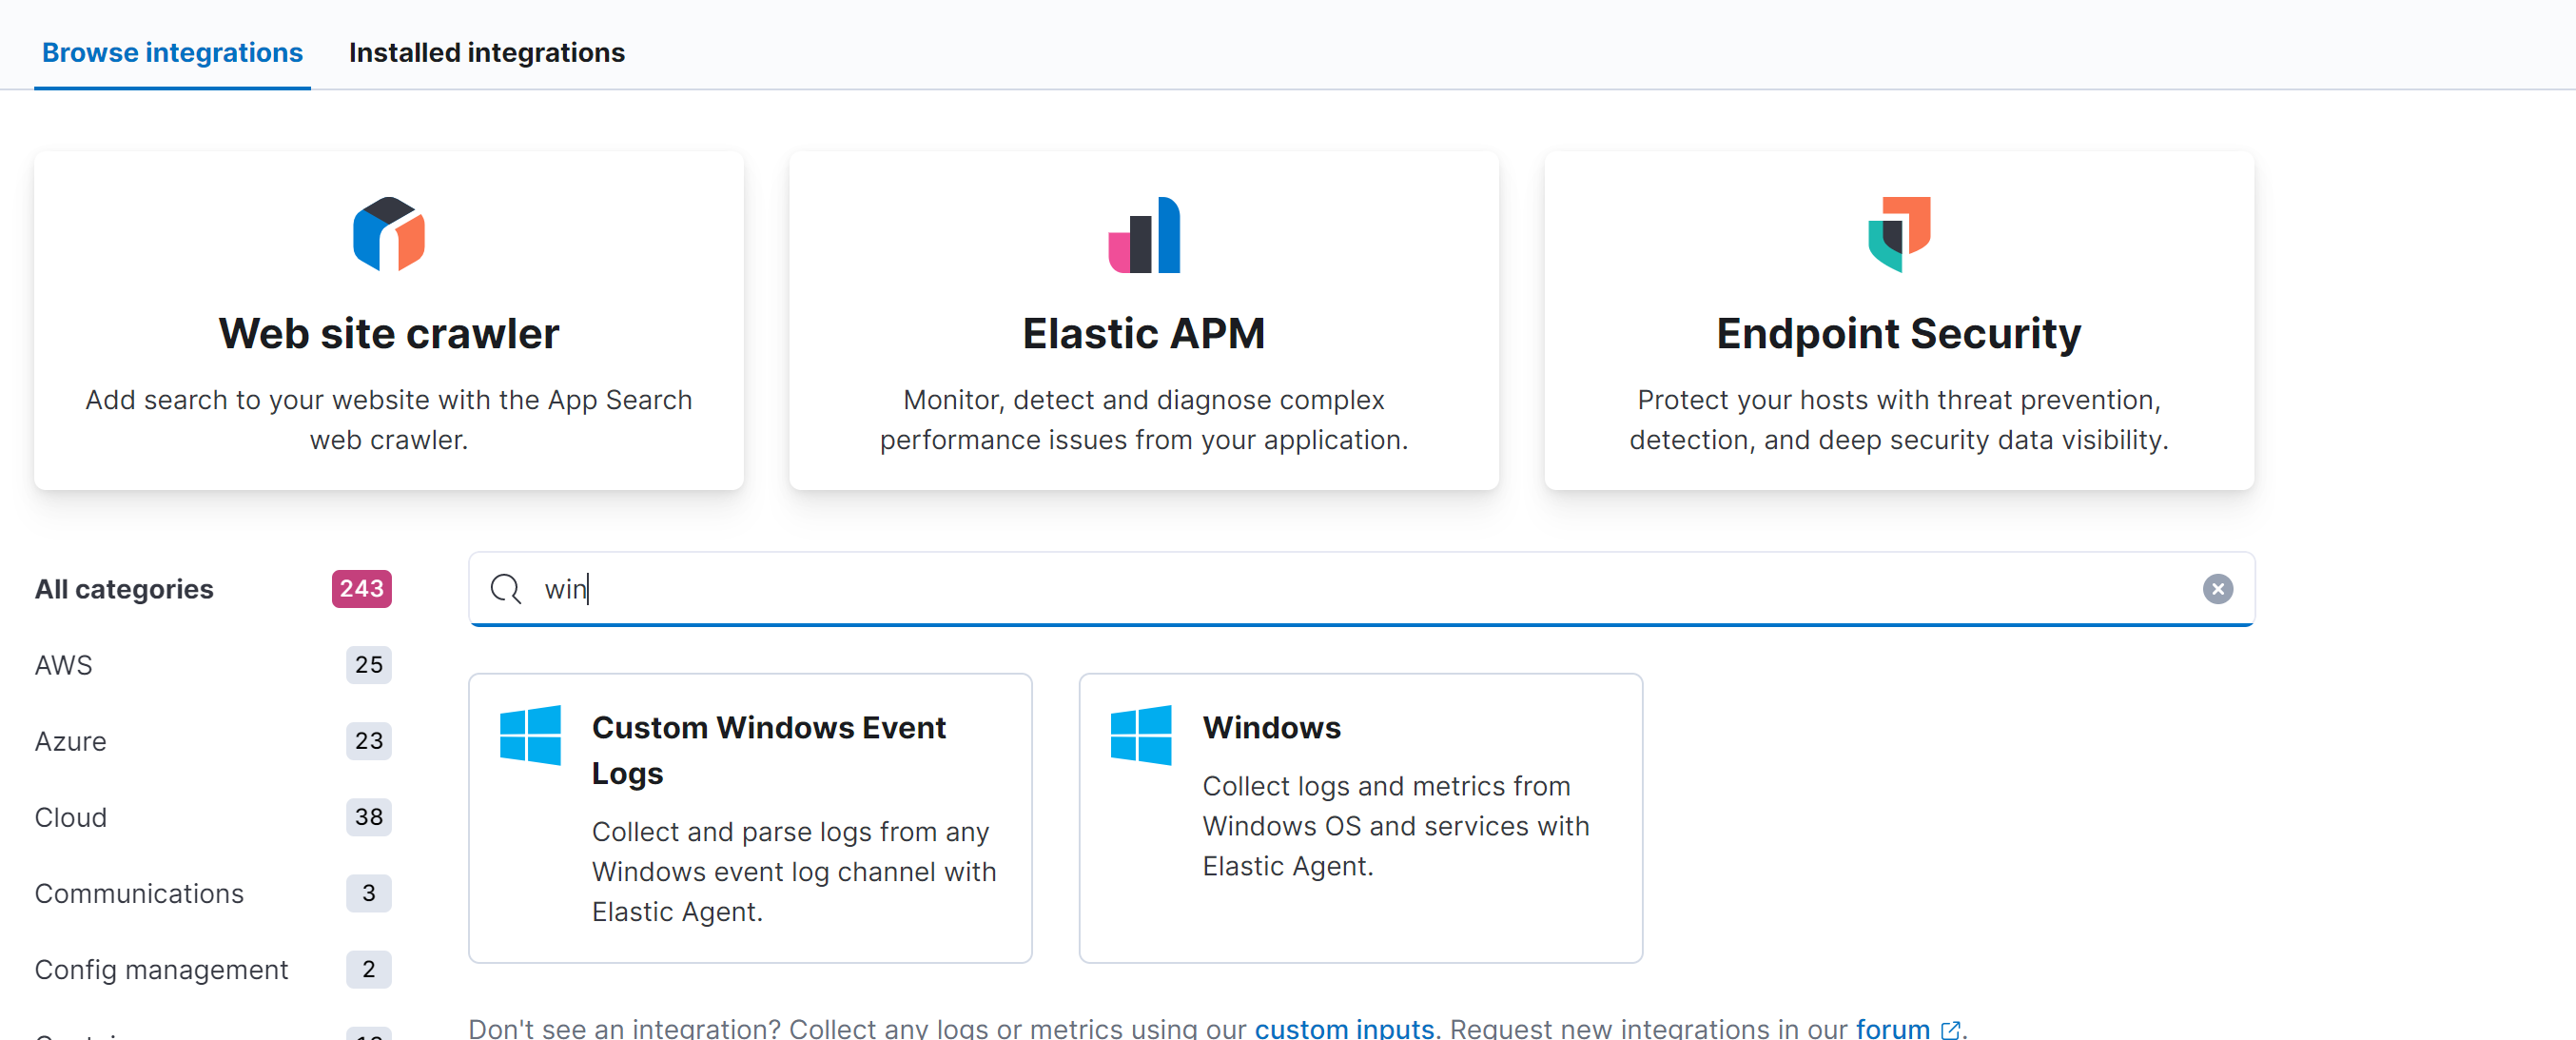 Browse integrations
Installed integrations
Web site crawler
Add search to your website with the App Search
web crawler.
Elastic APM
Monitor, detect and diagnose complex
performance issues from your application.
Endpoint Security
Protect your hosts with threat prevention,
detection, and deep security data visibility.
All categories 243
AWS 25
Azure 23
Cloud 38
Communications 3
Config management 2
win
Custom Windows Event
Logs
Collect and parse logs from any
Windows event log channel with
Elastic Agent.
Windows
Collect logs and metrics from
Windows OS and services with
Elastic Agent.
Don't see an integration? Collect any logs or metrics using our custom inputs. Request new integrations in our forum.